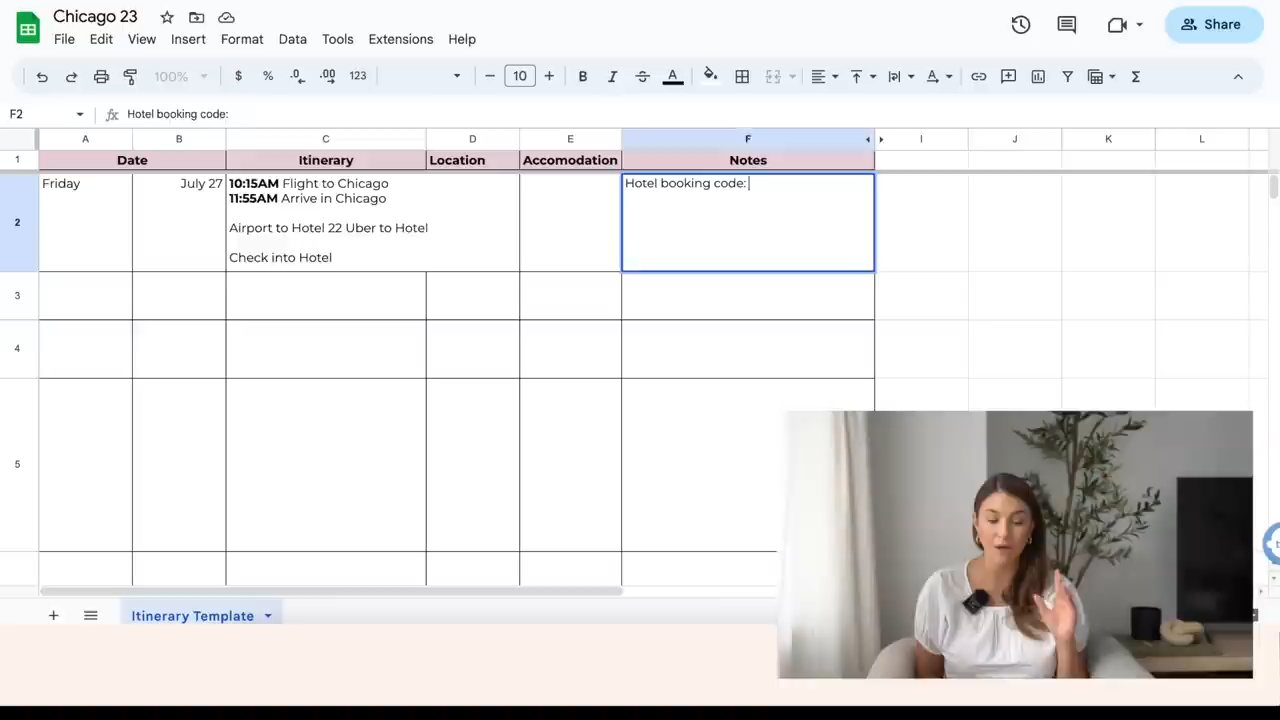 Chicago 23
File Edit View Insert Format Data Tools Extensions Help
Share
100% $ % .0 .00 123 10 B I A
F2 fx Hotel booking code:
A B C D E F I J K L
1 Date Itinerary Location Accomodation Notes
2 Friday July 27 10:15AM Flight to Chicago Hotel booking code:
11:55AM Arrive in Chicago
Airport to Hotel 22 Uber to Hotel
Check into Hotel
3
4
5
Itinerary Template